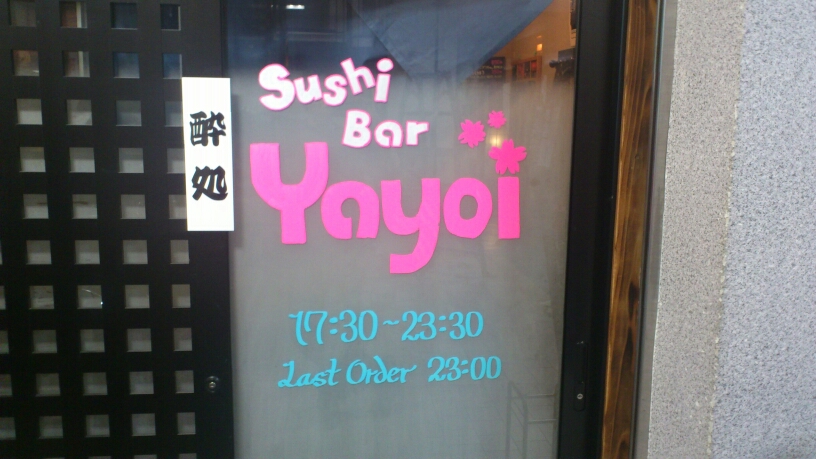 Sushi
Bar
Yayoi
酔処
17:30~23:30
Last Order 23:00